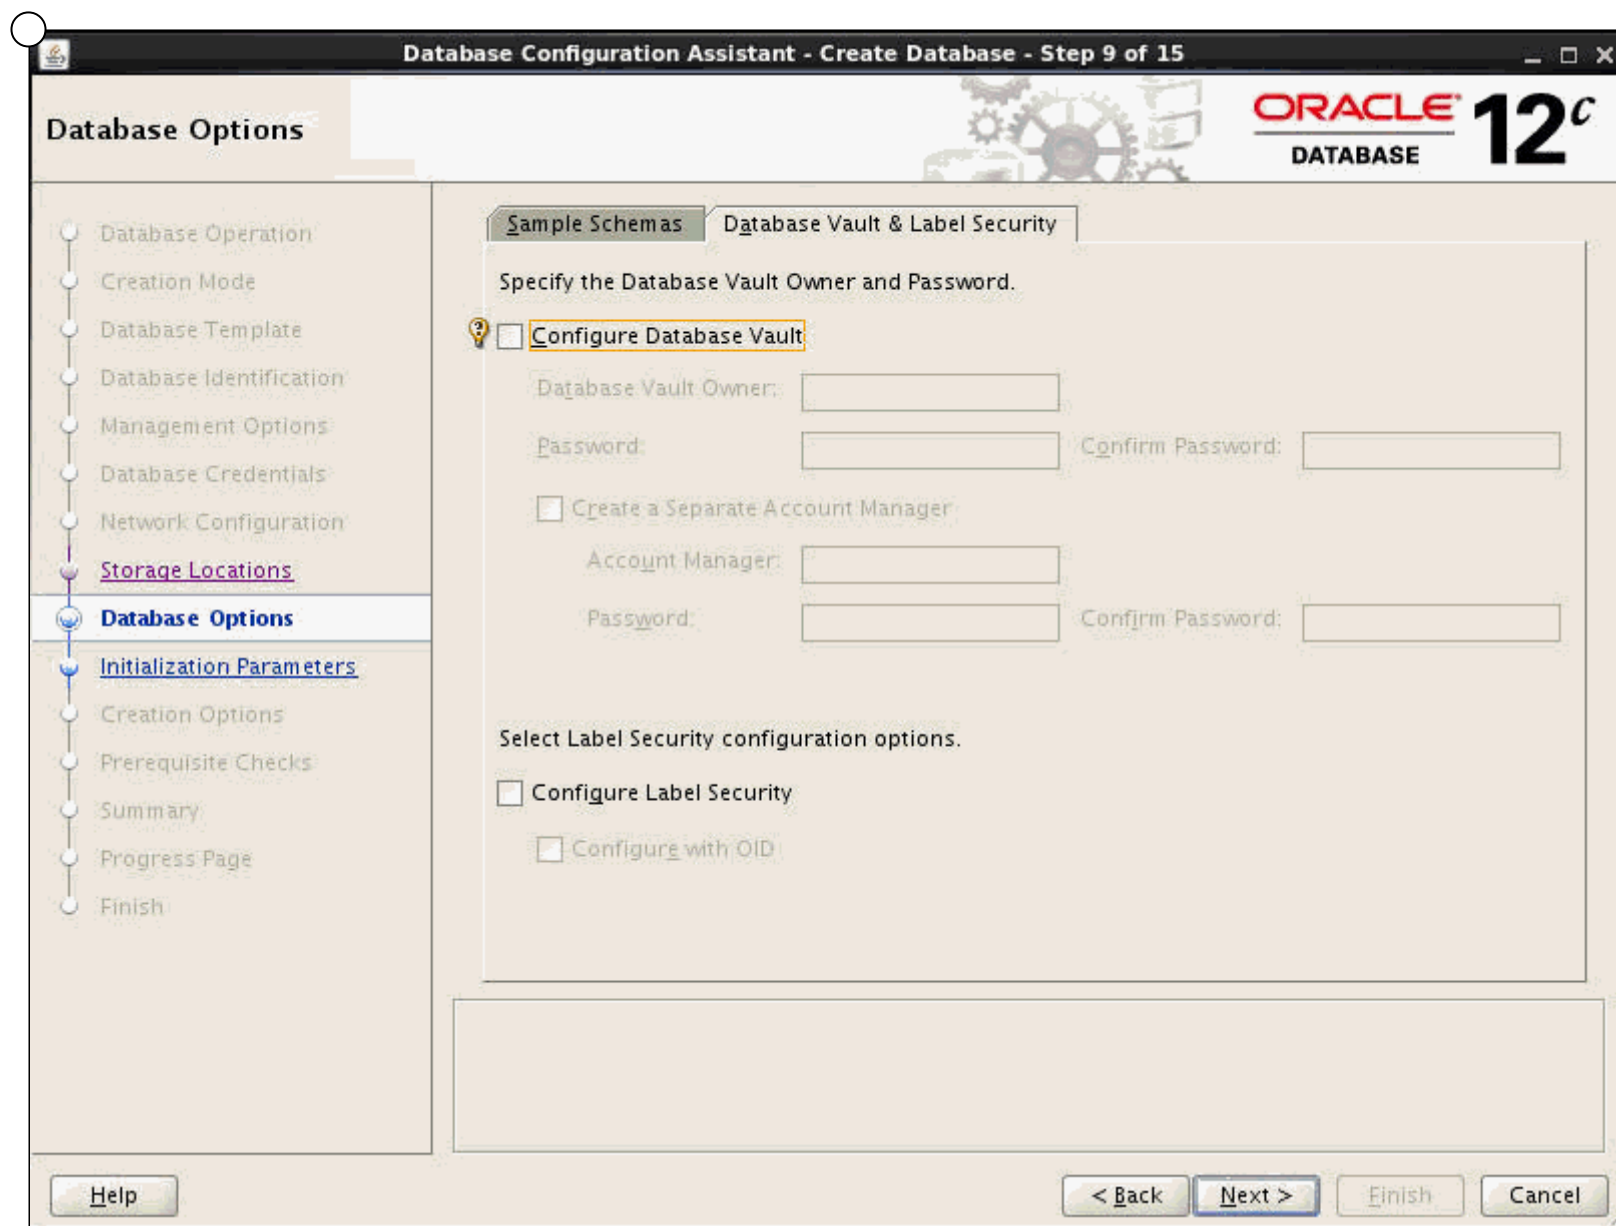 Database Configuration Assistant - Create Database - Step 9 of 15
Database Options
ORACLE
DATABASE
12c
Database Operation
Creation Mode
Database Template
Database Identification
Management Options
Database Credentials
Network Configuration
Storage Locations
Database Options
Initialization Parameters
Creation Options
Prerequisite Checks
Summary
Progress Page
Finish
Sample Schemas Database Vault & Label Security
Specify the Database Vault Owner and Password.
Configure Database Vault
Database Vault Owner:
Password: Confirm Password:
Create a Separate Account Manager
Account Manager:
Password: Confirm Password:
Select Label Security configuration options.
Configure Label Security
Configure with OID
Help < Back Next > Finish Cancel